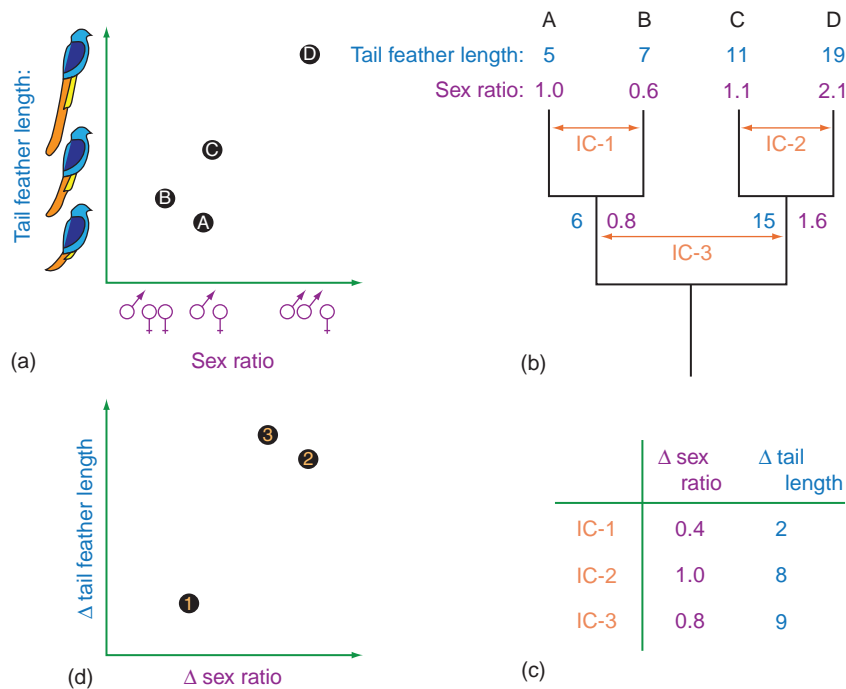 Tail feather length:
D
C
B
A
Sex ratio
(a)
A B C D
Tail feather length: 5 7 11 19
Sex ratio: 1.0 0.6 1.1 2.1
IC-1 IC-2
6 0.8 15 1.6
IC-3
(b)
Δ tail feather length
3
2
1
Δ sex ratio
(d)
Δ sex Δ tail
ratio length
IC-1 0.4 2
IC-2 1.0 8
IC-3 0.8 9
(c)